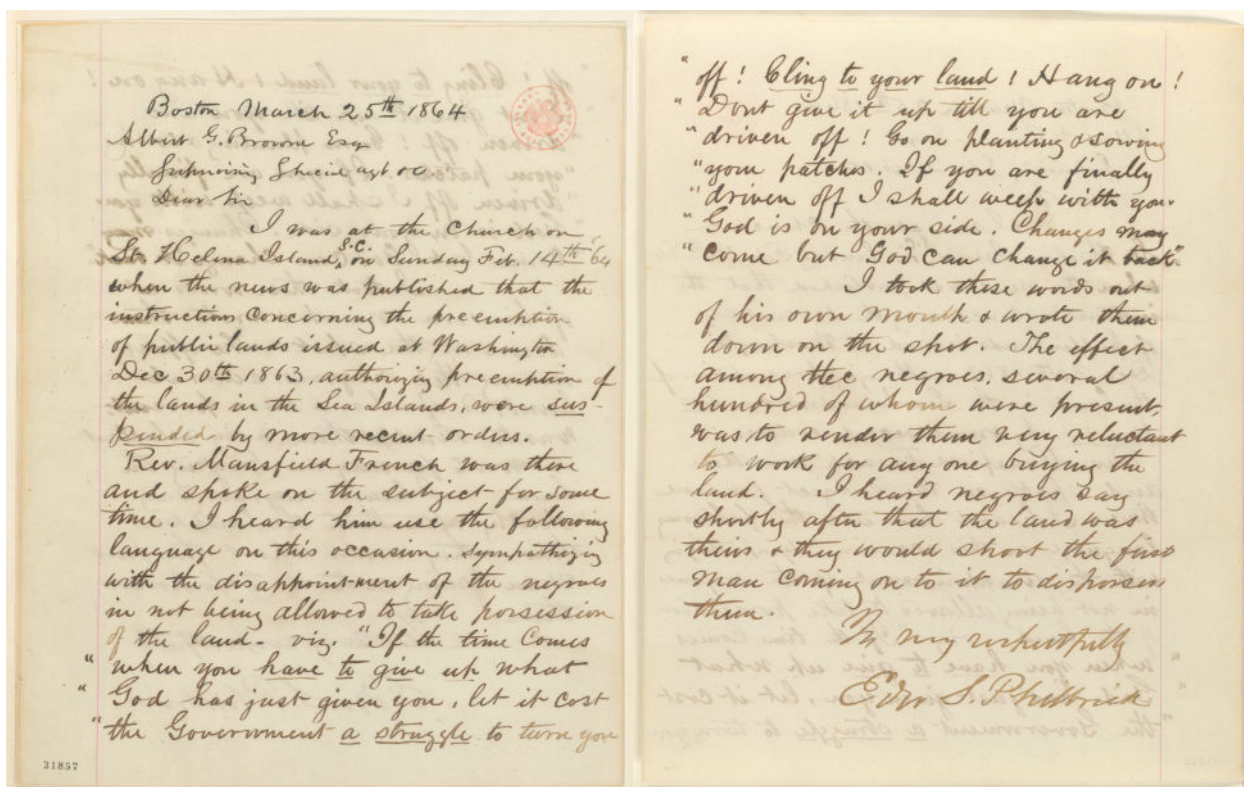 Boston March 25th 1864
Albert G. Browne Esq
Supervising Special agt &c
Dear Sir
I was at the Church on
St. Helena Island, S.C. on Sunday Feb. 14th '64
when the news was published that the
instructions concerning the preemption
of public lands issued at Washington
Dec 30th 1863, authorizing preemption of
the lands in the Sea Islands, were sus-
pended by more recent orders.
Rev. Mansfield French was there
and spoke on the subject for some
time. I heard him use the following
language on this occasion. Sympathizing
with the disappointment of the negroes
in not being allowed to take possession
of the land - viz. "If the time comes
" when you have to give up what
" God has just given you, let it cost
" the Government a struggle to turn you
31857
" off! Cling to your land! Hang on!
" Dont give it up till you are
" driven off! Go on planting & sowing
" your patches. If you are finally
" driven off I shall weep with you.
" God is on your side. Changes may
" come but God can change it back."
I took these words out
of his own mouth & wrote them
down on the spot. The effect
among the negroes, several
hundred of whom were present,
was to render them very reluctant
to work for any one buying the
land. I heard negroes say
shortly after that the land was
theirs & they would shoot the first
man coming on to it to dispossess
them.
respectfully
Edw S. Philbrick